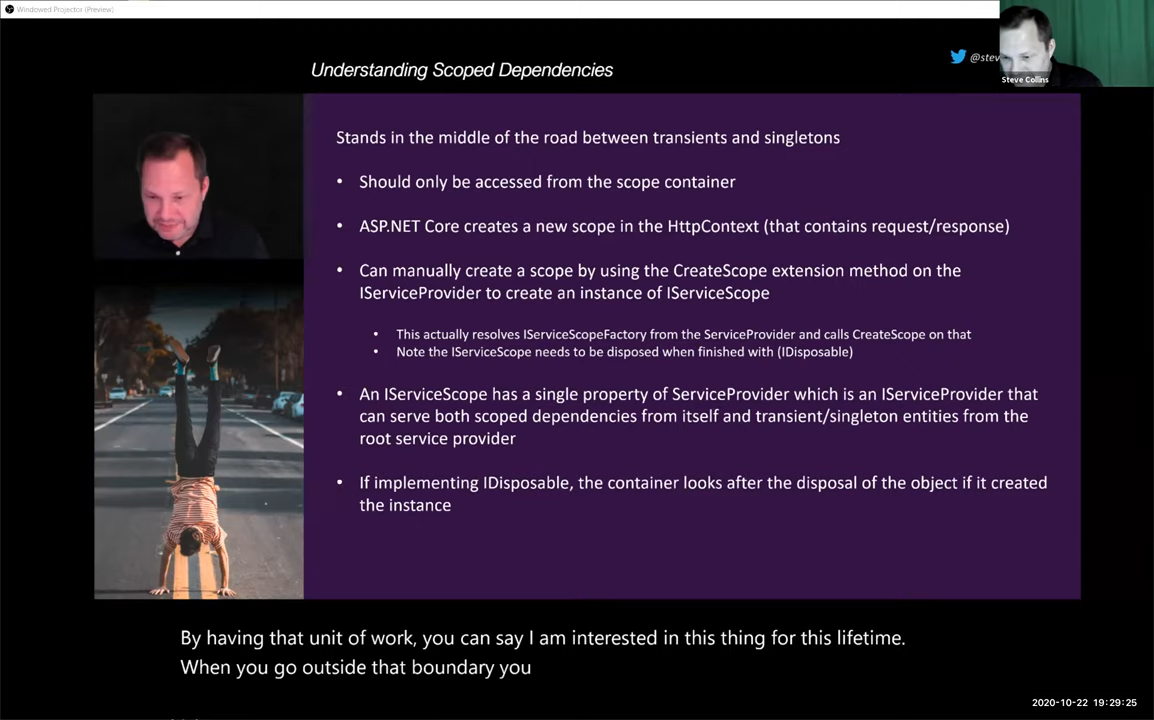 Windowed Projector (Preview)
Understanding Scoped Dependencies
@stev
Steve Collins
Stands in the middle of the road between transients and singletons
• Should only be accessed from the scope container
• ASP.NET Core creates a new scope in the HttpContext (that contains request/response)
• Can manually create a scope by using the CreateScope extension method on the
IServiceProvider to create an instance of IServiceScope
• This actually resolves IServiceScopeFactory from the ServiceProvider and calls CreateScope on that
• Note the IServiceScope needs to be disposed when finished with (IDisposable)
• An IServiceScope has a single property of ServiceProvider which is an IServiceProvider that
can serve both scoped dependencies from itself and transient/singleton entities from the
root service provider
• If implementing IDisposable, the container looks after the disposal of the object if it created
the instance
By having that unit of work, you can say I am interested in this thing for this lifetime.
When you go outside that boundary you
2020-10-22 19:29:25